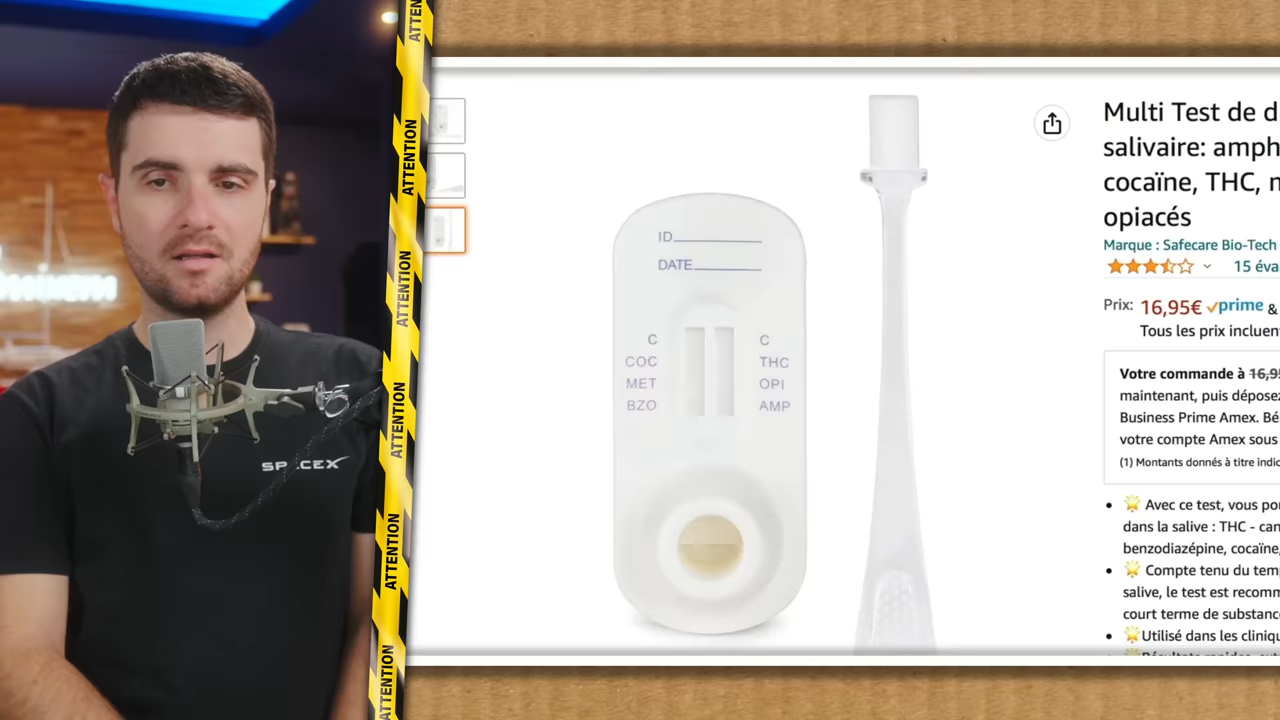 ATTENTION
ATTENTION
ATTENTION
ATTENTION
ATTENTION
ATTENTION
SPACEX
ID
DATE
C
COC
MET
BZO
C
THC
OPI
AMP
Multi Test de d
salivaire: amph
cocaïne, THC, m
opiacés
Marque : Safecare Bio-Tech
15 éva
Prix: 16,95€ prime &
Tous les prix incluen
Votre commande à 16,95
maintenant, puis déposez
Business Prime Amex. Bé
votre compte Amex sous
(1) Montants donnés à titre indic
Avec ce test, vous pou
dans la salive : THC - can
benzodiazépine, cocaïne,
Compte tenu du temp
salive, le test est recomm
court terme de substance
Utilisé dans les cliniqu